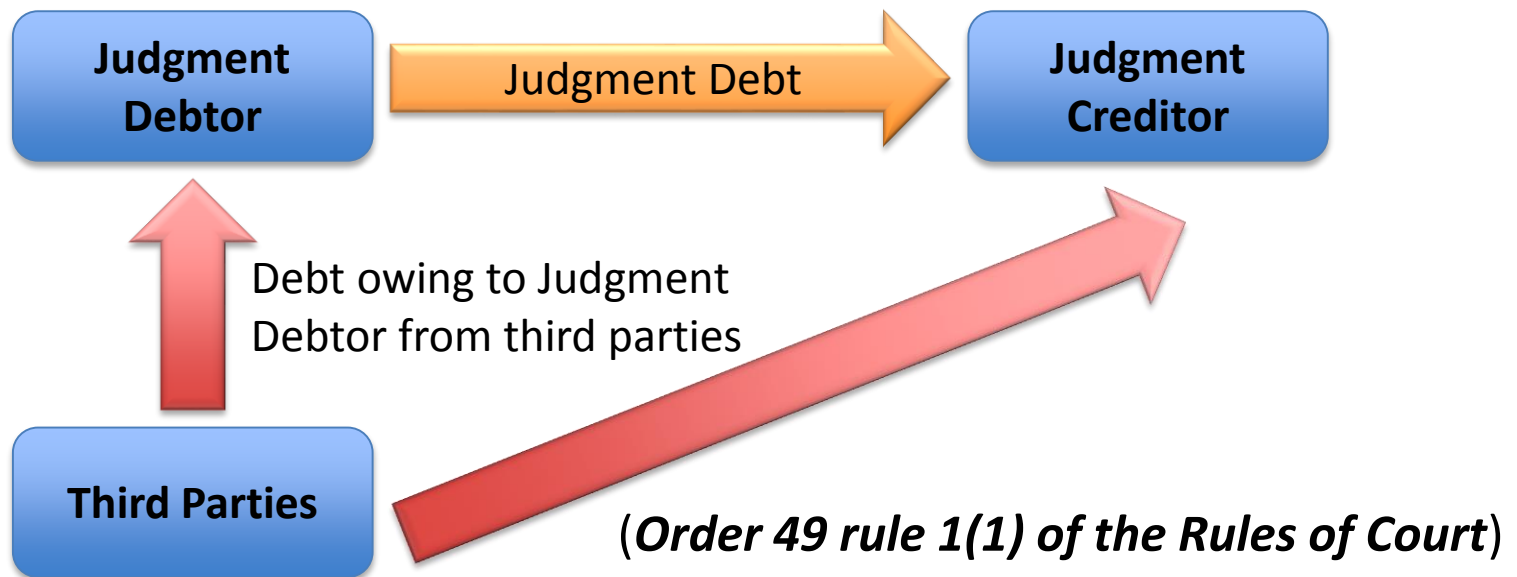 Judgment
Debtor
Judgment Debt
Judgment
Creditor
Debt owing to Judgment
Debtor from third parties
Third Parties
(Order 49 rule 1(1) of the Rules of Court)